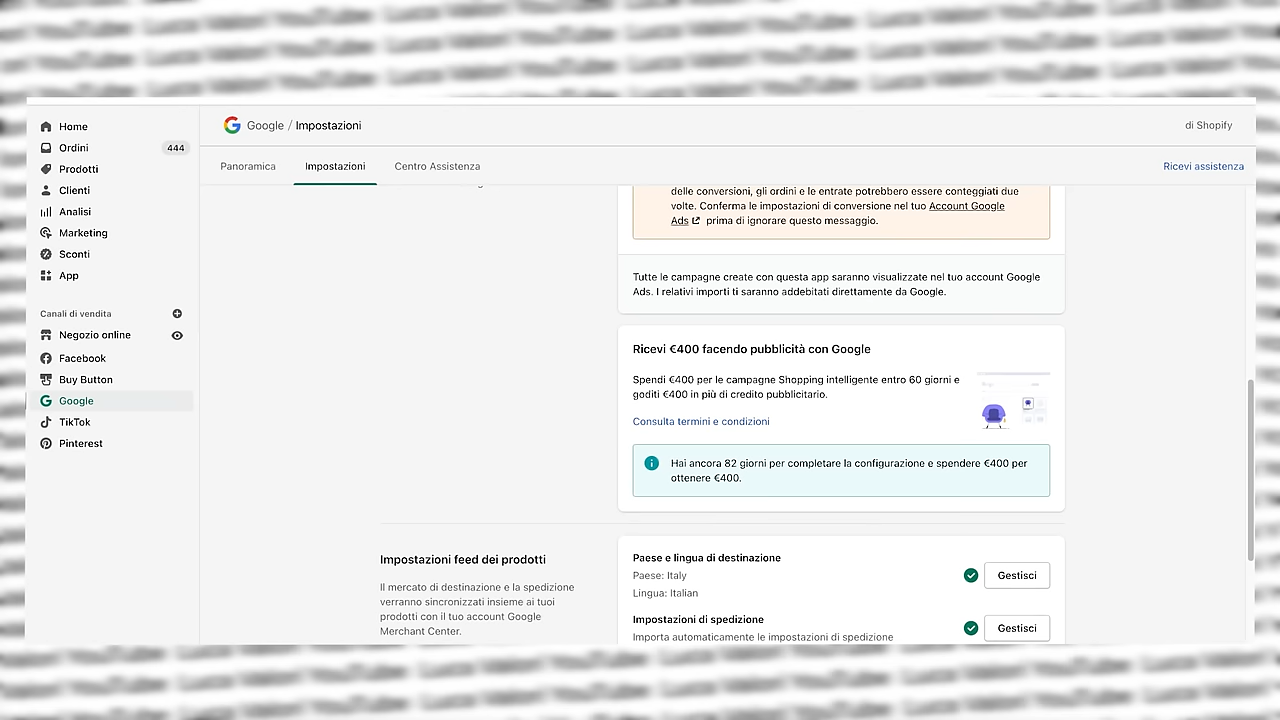 Home
Ordini
444
Prodotti
Clienti
Analisi
Marketing
Sconti
App
Canali di vendita
Negozio online
Facebook
Buy Button
Google
TikTok
Pinterest
Google / Impostazioni
di Shopify
Panoramica
Impostazioni
Centro Assistenza
Ricevi assistenza
delle conversioni, gli ordini e le entrate potrebbero essere conteggiati due
volte. Conferma le impostazioni di conversione nel tuo Account Google
Ads prima di ignorare questo messaggio.
Tutte le campagne create con questa app saranno visualizzate nel tuo account Google
Ads. I relativi importi ti saranno addebitati direttamente da Google.
Ricevi €400 facendo pubblicità con Google
Spendi €400 per le campagne Shopping intelligente entro 60 giorni e
goditi €400 in più di credito pubblicitario.
Consulta termini e condizioni
Hai ancora 82 giorni per completare la configurazione e spendere €400 per
ottenere €400.
Impostazioni feed dei prodotti
Il mercato di destinazione e la spedizione
verranno sincronizzati insieme ai tuoi
prodotti con il tuo account Google
Merchant Center.
Paese e lingua di destinazione
Paese: Italy
Lingua: Italian
Gestisci
Impostazioni di spedizione
Importa automaticamente le impostazioni di spedizione
Gestisci